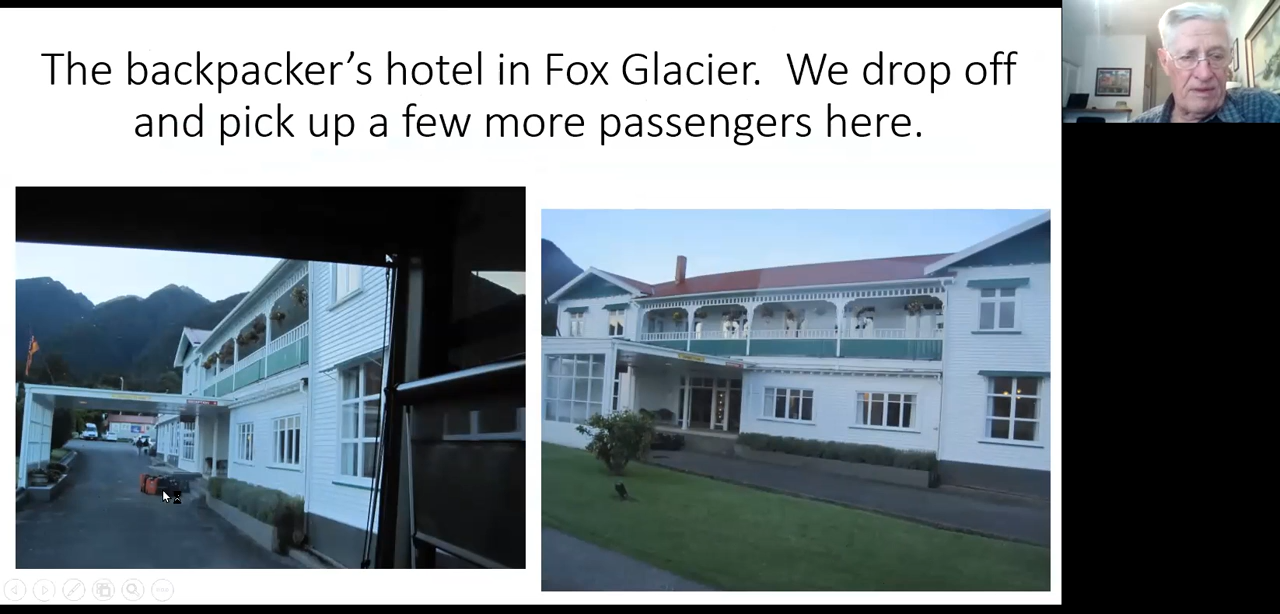 The backpacker’s hotel in Fox Glacier.  We drop off
and pick up a few more passengers here.